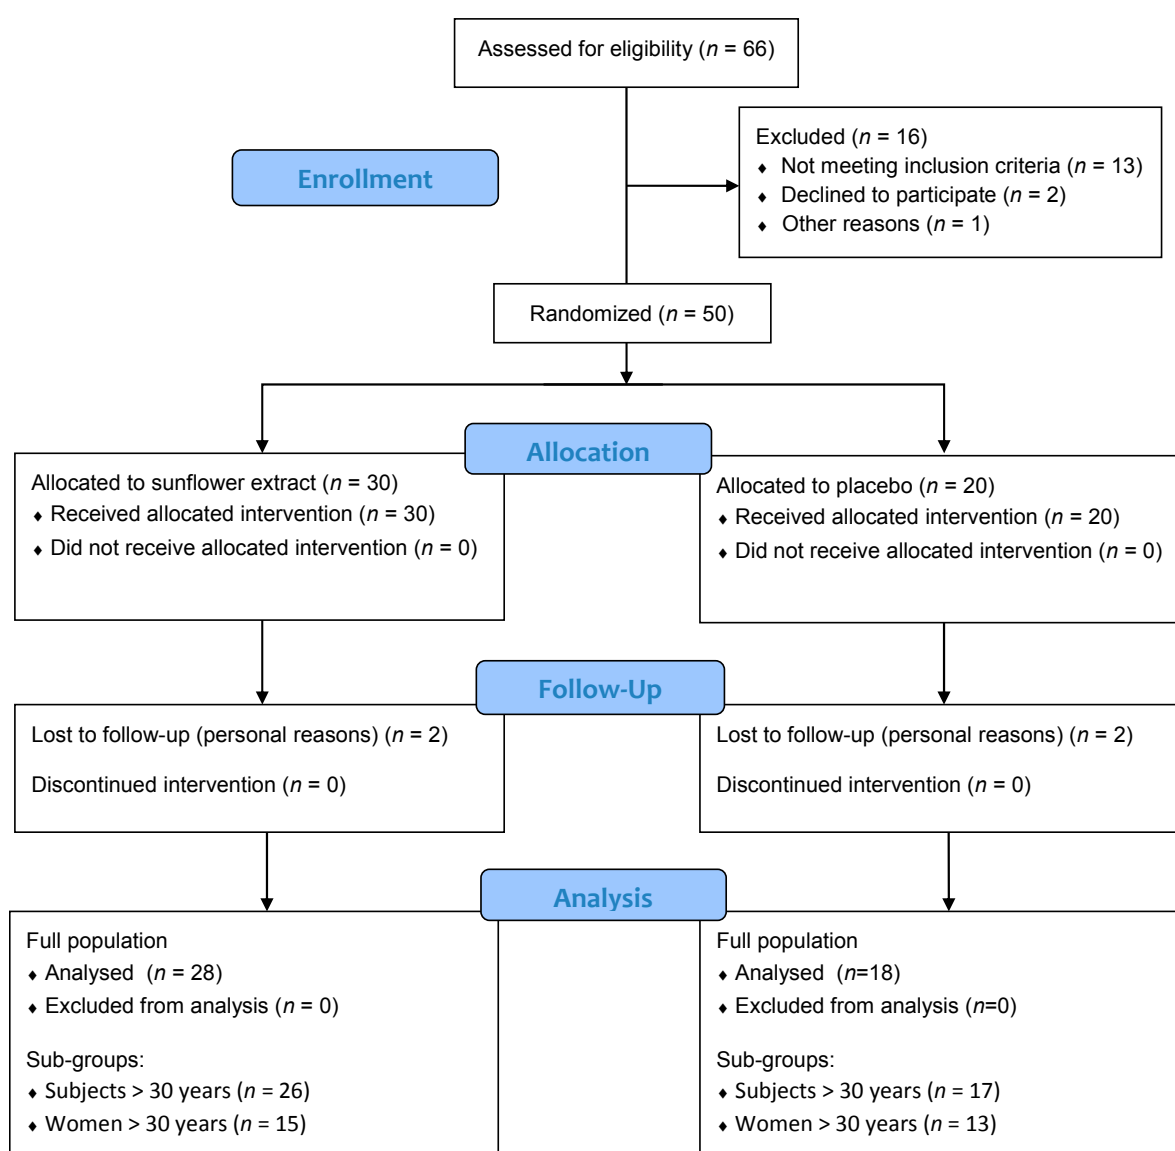 Assessed for eligibility (n = 66)
Enrollment
Excluded (n = 16)
♦ Not meeting inclusion criteria (n = 13)
♦ Declined to participate (n = 2)
♦ Other reasons (n = 1)
Randomized (n = 50)
Allocation
Allocated to sunflower extract (n = 30)
♦ Received allocated intervention (n = 30)
♦ Did not receive allocated intervention (n = 0)
Allocated to placebo (n = 20)
♦ Received allocated intervention (n = 20)
♦ Did not receive allocated intervention (n = 0)
Follow-Up
Lost to follow-up (personal reasons) (n = 2)
Discontinued intervention (n = 0)
Lost to follow-up (personal reasons) (n = 2)
Discontinued intervention (n = 0)
Analysis
Full population
♦ Analysed (n = 28)
♦ Excluded from analysis (n = 0)
Sub-groups:
♦ Subjects > 30 years (n = 26)
♦ Women > 30 years (n = 15)
Full population
♦ Analysed (n=18)
♦ Excluded from analysis (n=0)
Sub-groups:
♦ Subjects > 30 years (n = 17)
♦ Women > 30 years (n = 13)